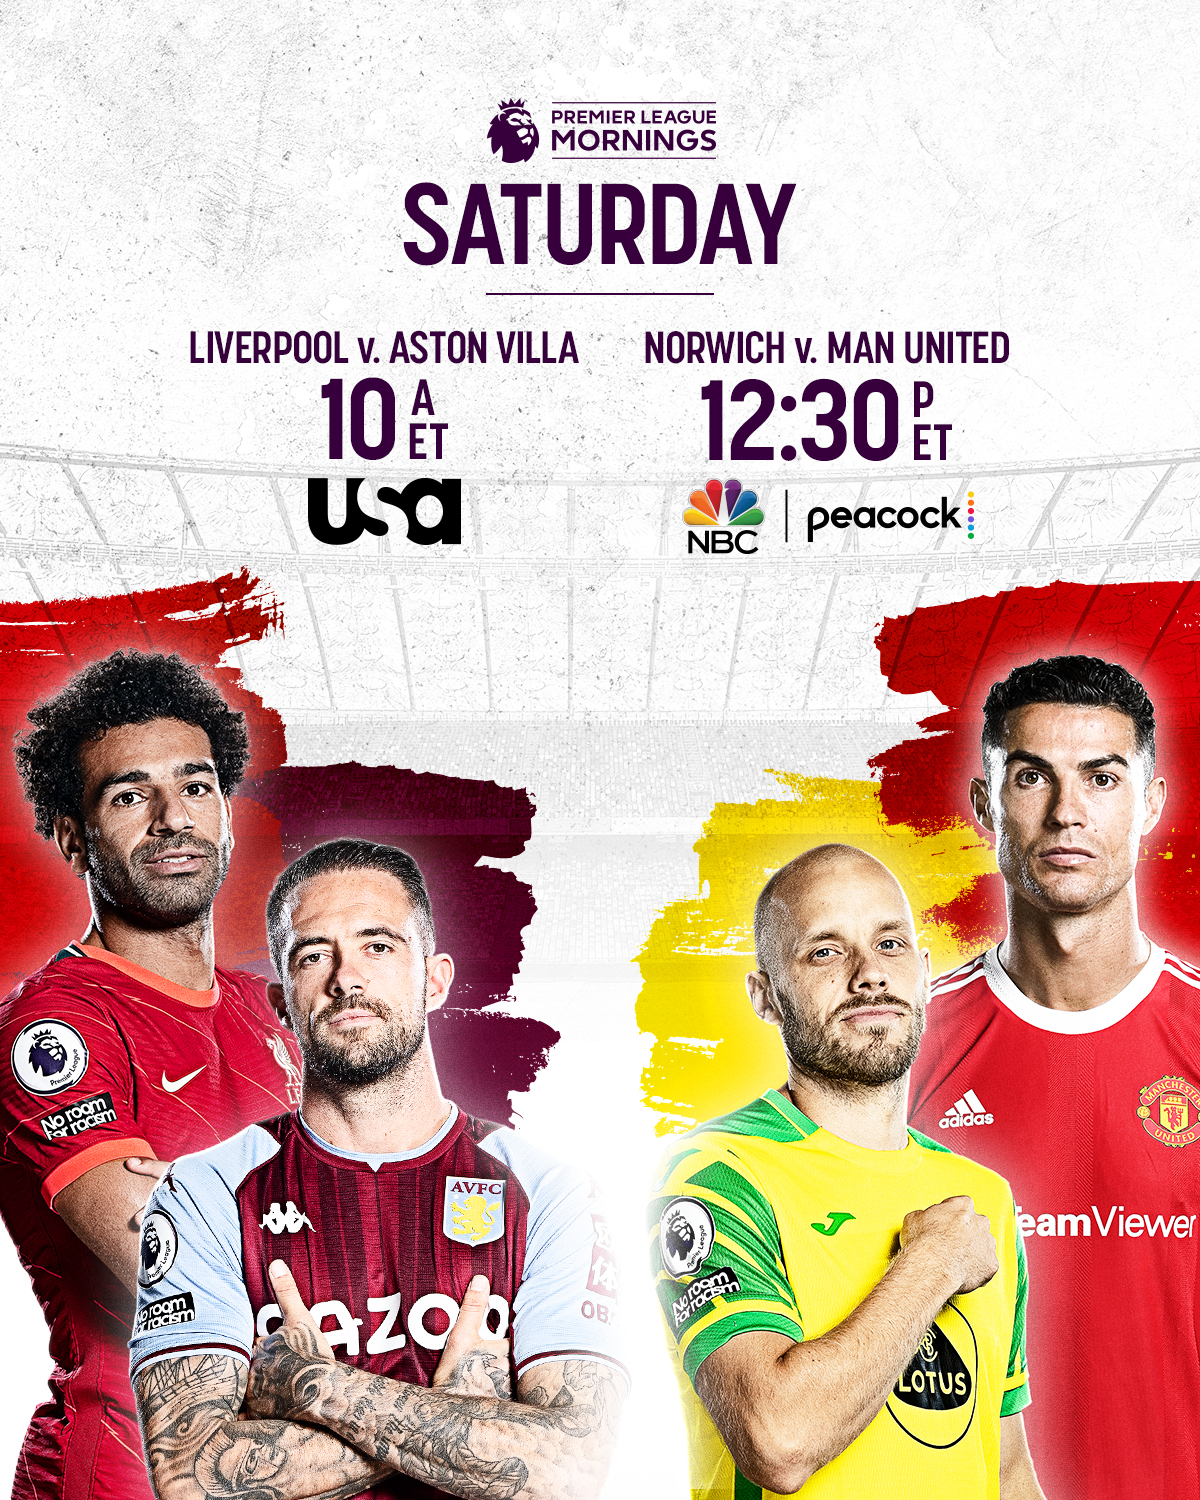 PREMIER LEAGUE
MORNINGS
SATURDAY
LIVERPOOL v. ASTON VILLA
10 A ET
usa
NORWICH v. MAN UNITED
12:30 P ET
NBC
peacock
Premier League
No room
for racism
AVFC
Premier League
No room
for racism
CAZOO
Premier League
No room
for racism
LOTUS
adidas
MANCHESTER
UNITED
TeamViewer